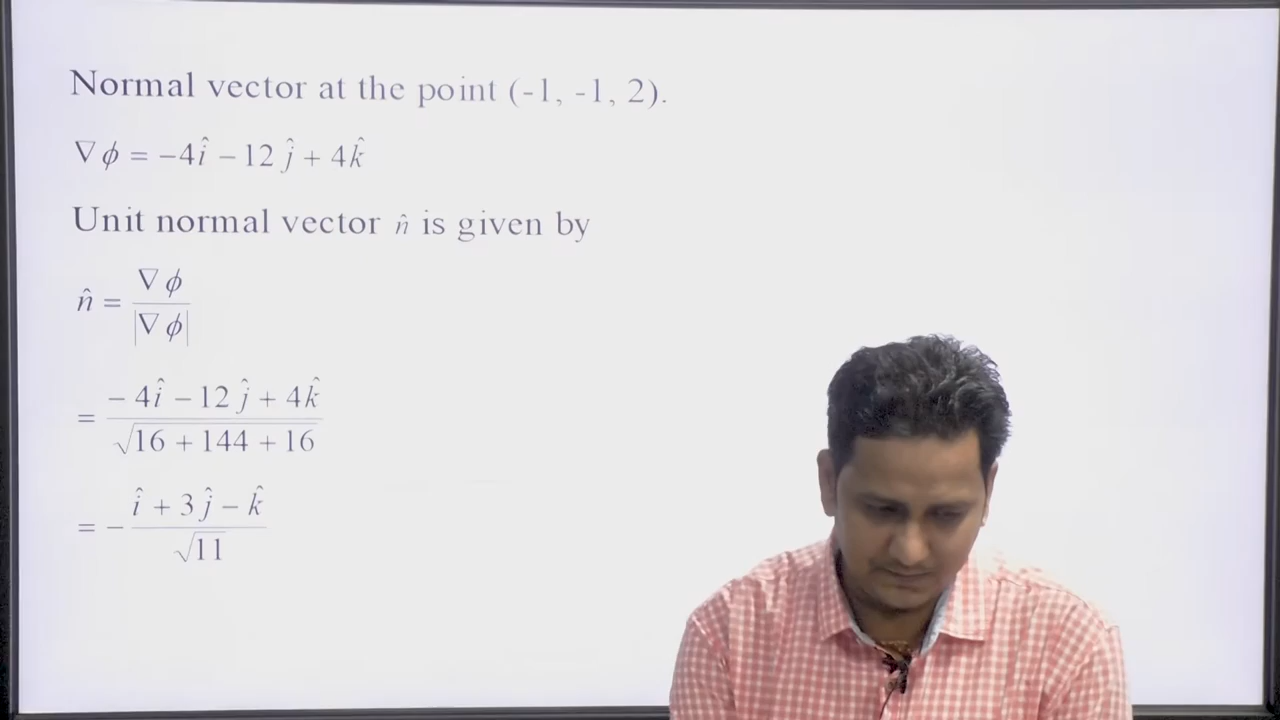 Normal vector at the point (-1, -1, 2).
∇ϕ = −4î − 12ĵ + 4k̂
Unit normal vector n̂ is given by
n̂ = ∇ϕ / |∇ϕ|
= (−4î − 12ĵ + 4k̂) / √(16 + 144 + 16)
= − (î + 3ĵ − k̂) / √11